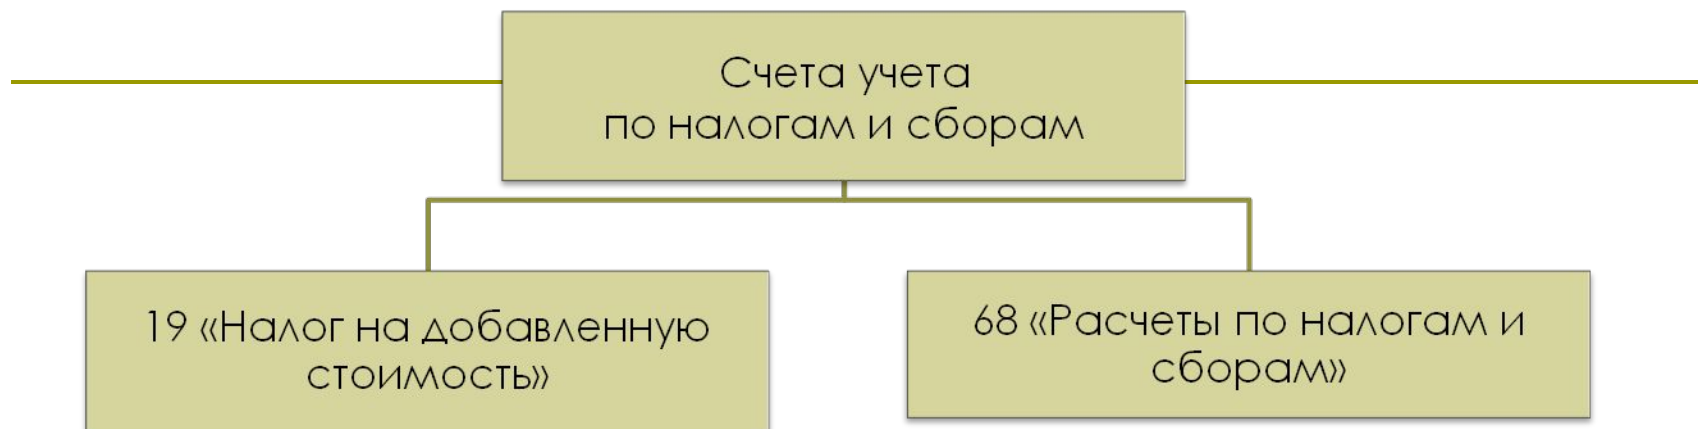 Счета учета
по налогам и сборам
19 «Налог на добавленную
стоимость»
68 «Расчеты по налогам и
сборам»